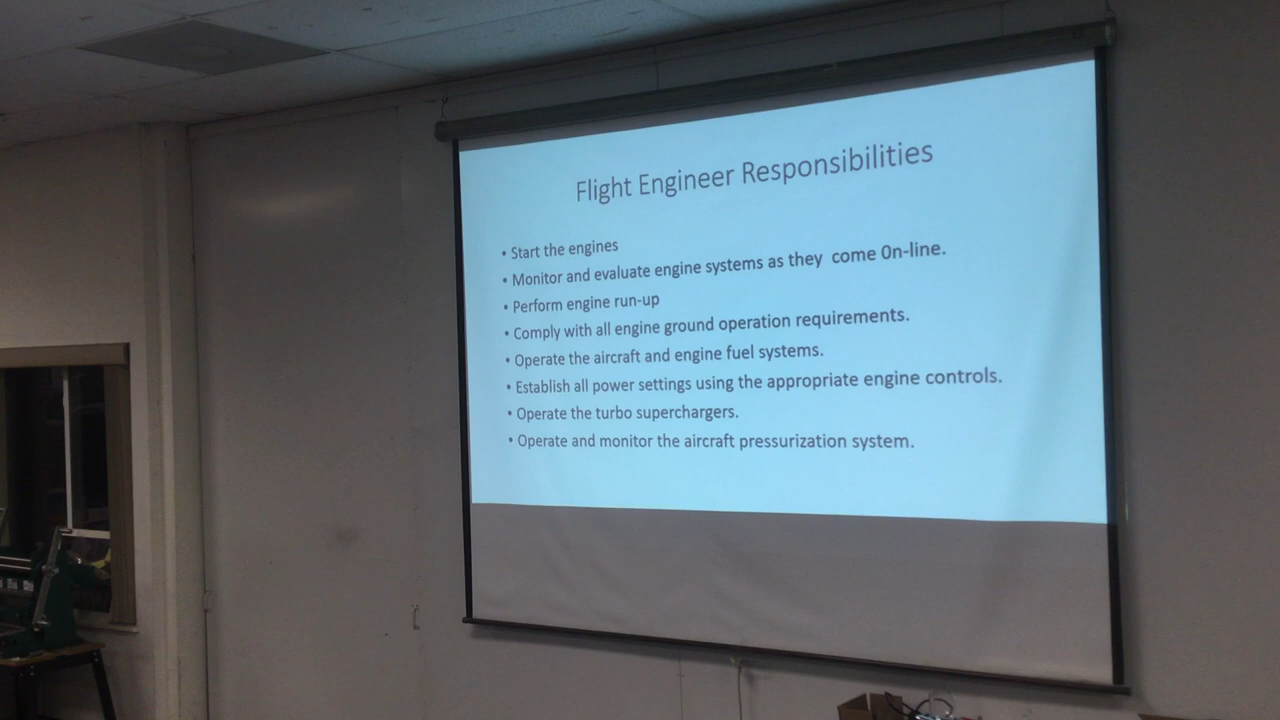 Flight Engineer Responsibilities
• Start the engines
• Monitor and evaluate engine systems as they  come 0n-line.
• Perform engine run-up
• Comply with all engine ground operation requirements.
• Operate the aircraft and engine fuel systems.
• Establish all power settings using the appropriate engine controls.
• Operate the turbo superchargers.
• Operate and monitor the aircraft pressurization system.